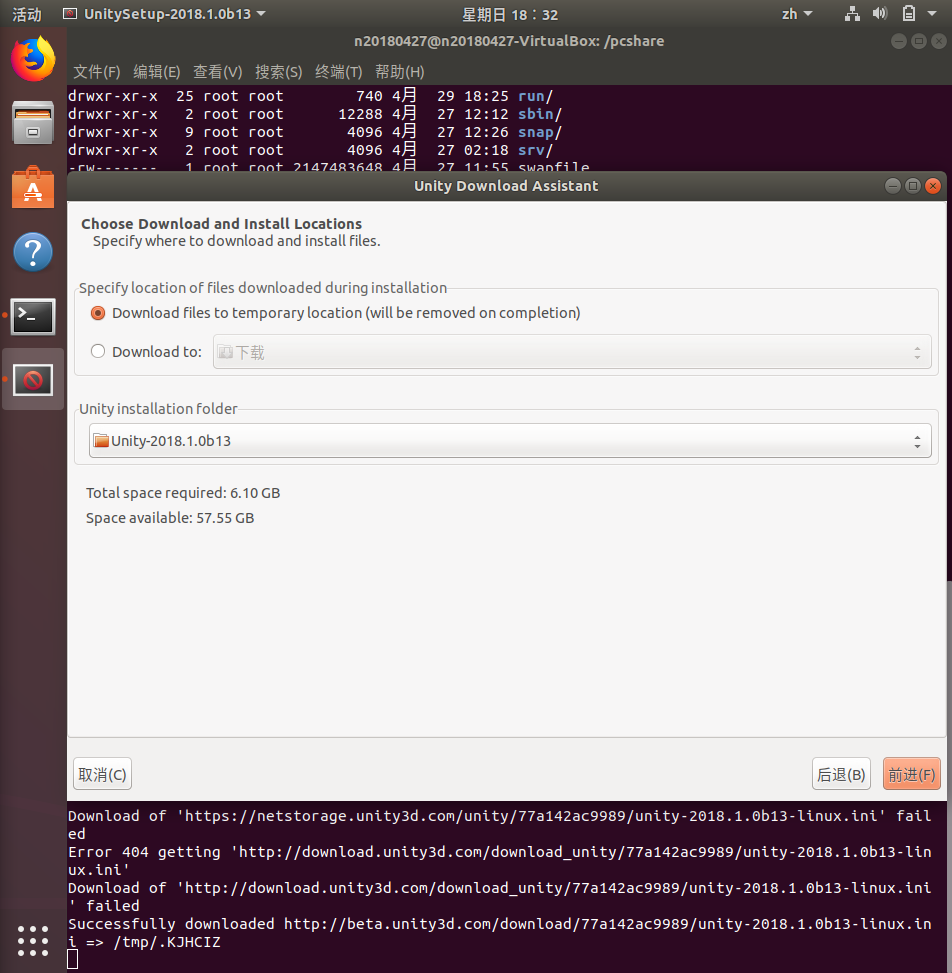 活动 UnitySetup-2018.1.0b13 星期日 18：32 zh
n20180427@n20180427-VirtualBox: /pcshare
文件(F) 编辑(E) 查看(V) 搜索(S) 终端(T) 帮助(H)
drwxr-xr-x  25 root root        740 4月  29 18:25 run/
drwxr-xr-x   2 root root      12288 4月  27 12:13 sbin/
drwxr-xr-x   9 root root       4096 4月  27 12:26 snap/
drwxr-xr-x   2 root root       4096 4月  27 02:18 srv/
-rw-------   1 root root 2147483648 4月  27 11:55 swapfile
Unity Download Assistant
Choose Download and Install Locations
Specify where to download and install files.
Specify location of files downloaded during installation
Download files to temporary location (will be removed on completion)
Download to: 下载
Unity installation folder
Unity-2018.1.0b13
Total space required: 6.10 GB
Space available: 57.55 GB
取消(C) 后退(B) 前进(F)
Download of 'https://netstorage.unity3d.com/unity/77a142ac9989/unity-2018.1.0b13-linux.ini' fail
ed
Error 404 getting 'http://download.unity3d.com/download_unity/77a142ac9989/unity-2018.1.0b13-lin
ux.ini'
Download of 'http://download.unity3d.com/download_unity/77a142ac9989/unity-2018.1.0b13-linux.ini
' failed
Successfully downloaded http://beta.unity3d.com/download/77a142ac9989/unity-2018.1.0b13-linux.in
i => /tmp/.KJHCIZ